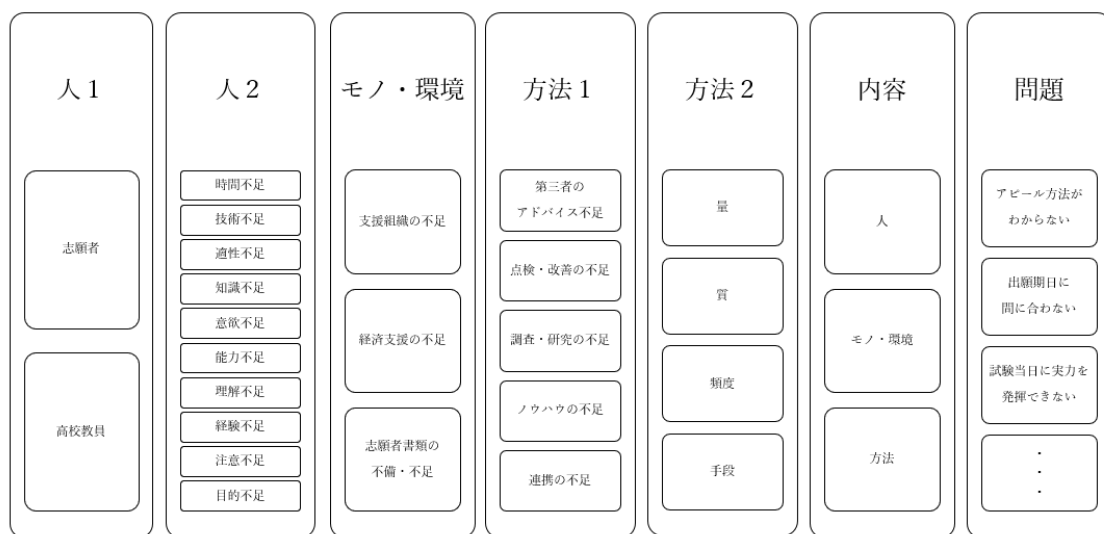 人１
志願者
高校教員
人２
時間不足
技術不足
適性不足
知識不足
意欲不足
能力不足
理解不足
経験不足
注意不足
目的不足
モノ・環境
支援組織の不足
経済支援の不足
志願者書類の
不備・不足
方法１
第三者の
アドバイス不足
点検・改善の不足
調査・研究の不足
ノウハウの不足
連携の不足
方法２
量
質
頻度
手段
内容
人
モノ・環境
方法
問題
アピール方法が
わからない
出願期日に
間に合わない
試験当日に実力を
発揮できない
・
・
・